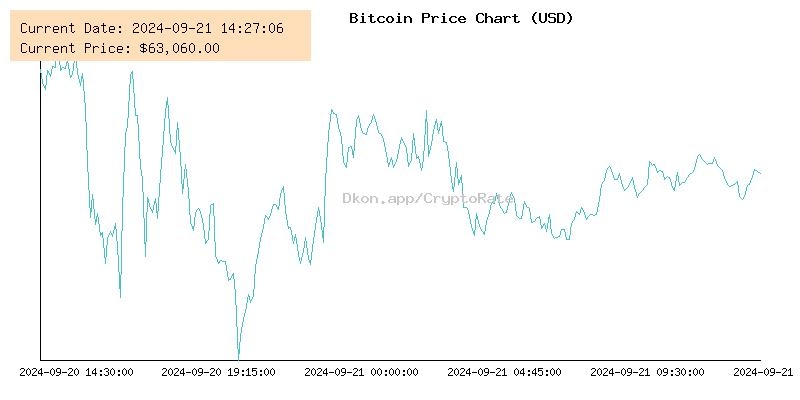 Bitcoin Price Chart (USD)
Current Date: 2024-09-21 14:27:06
Current Price: $63,060.00
Dkon.app/CryptoRate
2024-09-20 14:30:00 2024-09-20 19:15:00 2024-09-21 00:00:00 2024-09-21 04:45:00 2024-09-21 09:30:00 2024-09-21